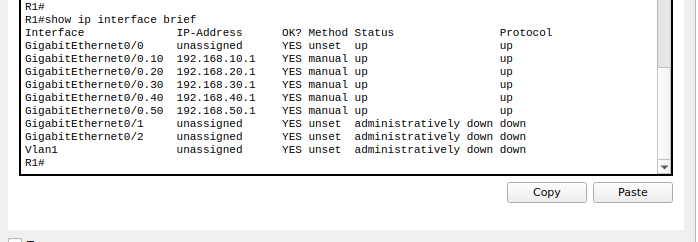 R1#
R1#show ip interface brief
Interface              IP-Address      OK? Method Status                Protocol
GigabitEthernet0/0     unassigned      YES unset  up                    up
GigabitEthernet0/0.10  192.168.10.1    YES manual up                    up
GigabitEthernet0/0.20  192.168.20.1    YES manual up                    up
GigabitEthernet0/0.30  192.168.30.1    YES manual up                    up
GigabitEthernet0/0.40  192.168.40.1    YES manual up                    up
GigabitEthernet0/0.50  192.168.50.1    YES manual up                    up
GigabitEthernet0/1     unassigned      YES unset  administratively down down
GigabitEthernet0/2     unassigned      YES unset  administratively down down
Vlan1                  unassigned      YES unset  administratively down down
R1#
Copy Paste